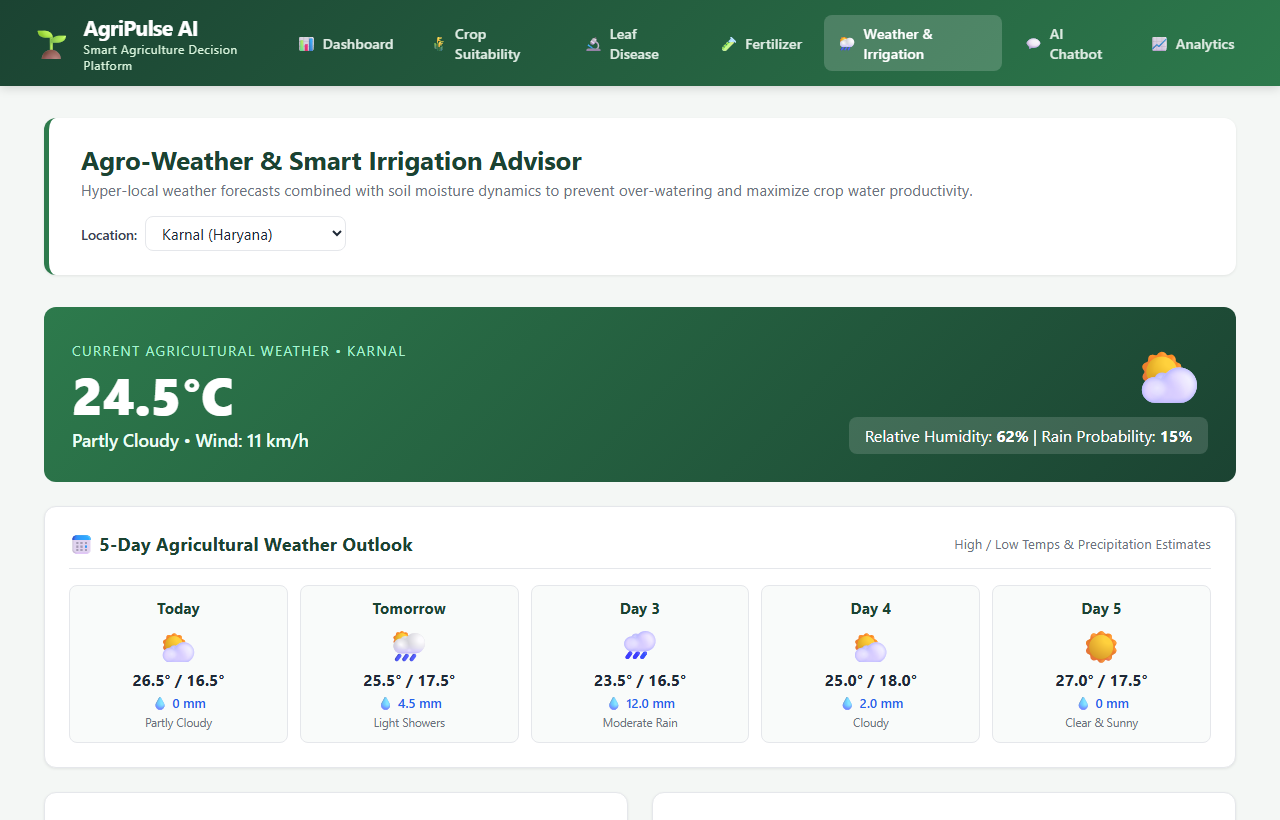 AgriPulse AI
Smart Agriculture Decision
Platform
Dashboard
Crop
Suitability
Leaf
Disease
Fertilizer
Weather &
Irrigation
AI
Chatbot
Analytics
Agro-Weather & Smart Irrigation Advisor
Hyper-local weather forecasts combined with soil moisture dynamics to prevent over-watering and maximize crop water productivity.
Location: Karnal (Haryana)
CURRENT AGRICULTURAL WEATHER • KARNAL
24.5°C
Partly Cloudy • Wind: 11 km/h
Relative Humidity: 62% | Rain Probability: 15%
5-Day Agricultural Weather Outlook
High / Low Temps & Precipitation Estimates
Today
26.5° / 16.5°
0 mm
Partly Cloudy
Tomorrow
25.5° / 17.5°
4.5 mm
Light Showers
Day 3
23.5° / 16.5°
12.0 mm
Moderate Rain
Day 4
25.0° / 18.0°
2.0 mm
Cloudy
Day 5
27.0° / 17.5°
0 mm
Clear & Sunny